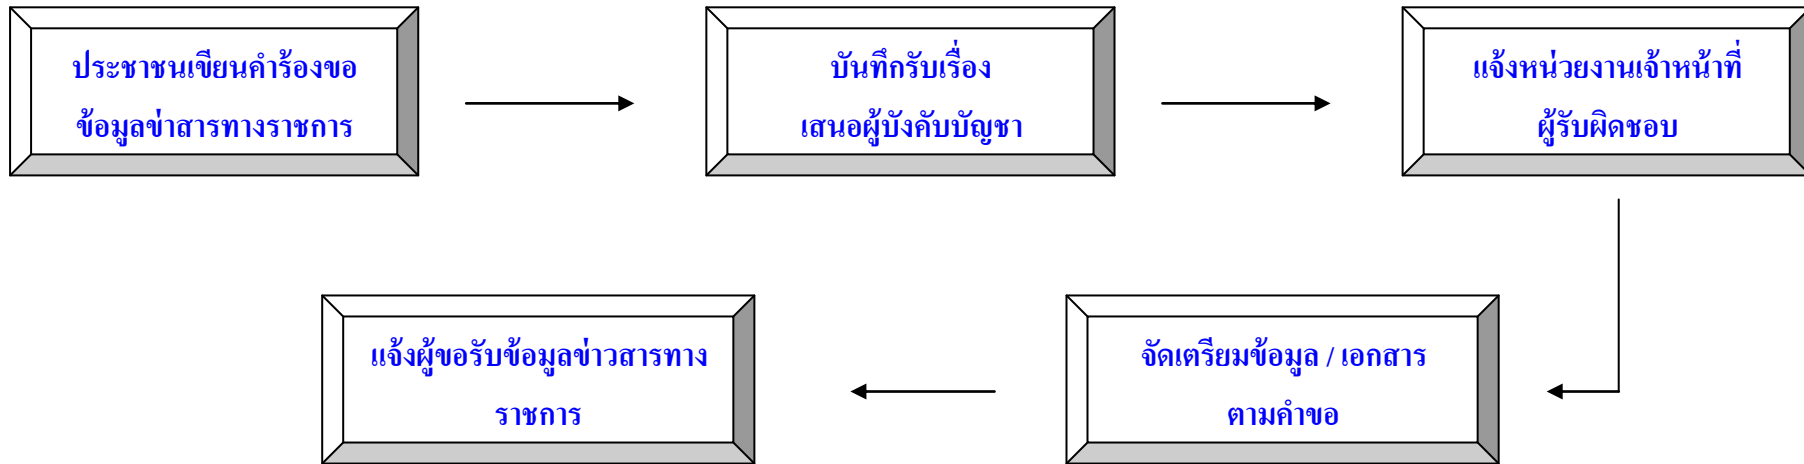 ประชาชนเขียนคำร้องขอ
ข้อมูลข่าสารทางราชการ
บันทึกรับเรื่อง
เสนอผู้บังคับบัญชา
แจ้งหน่วยงานเจ้าหน้าที่
ผู้รับผิดชอบ
จัดเตรียมข้อมูล / เอกสาร
ตามคำขอ
แจ้งผู้ขอรับข้อมูลข่าวสารทาง
ราชการ